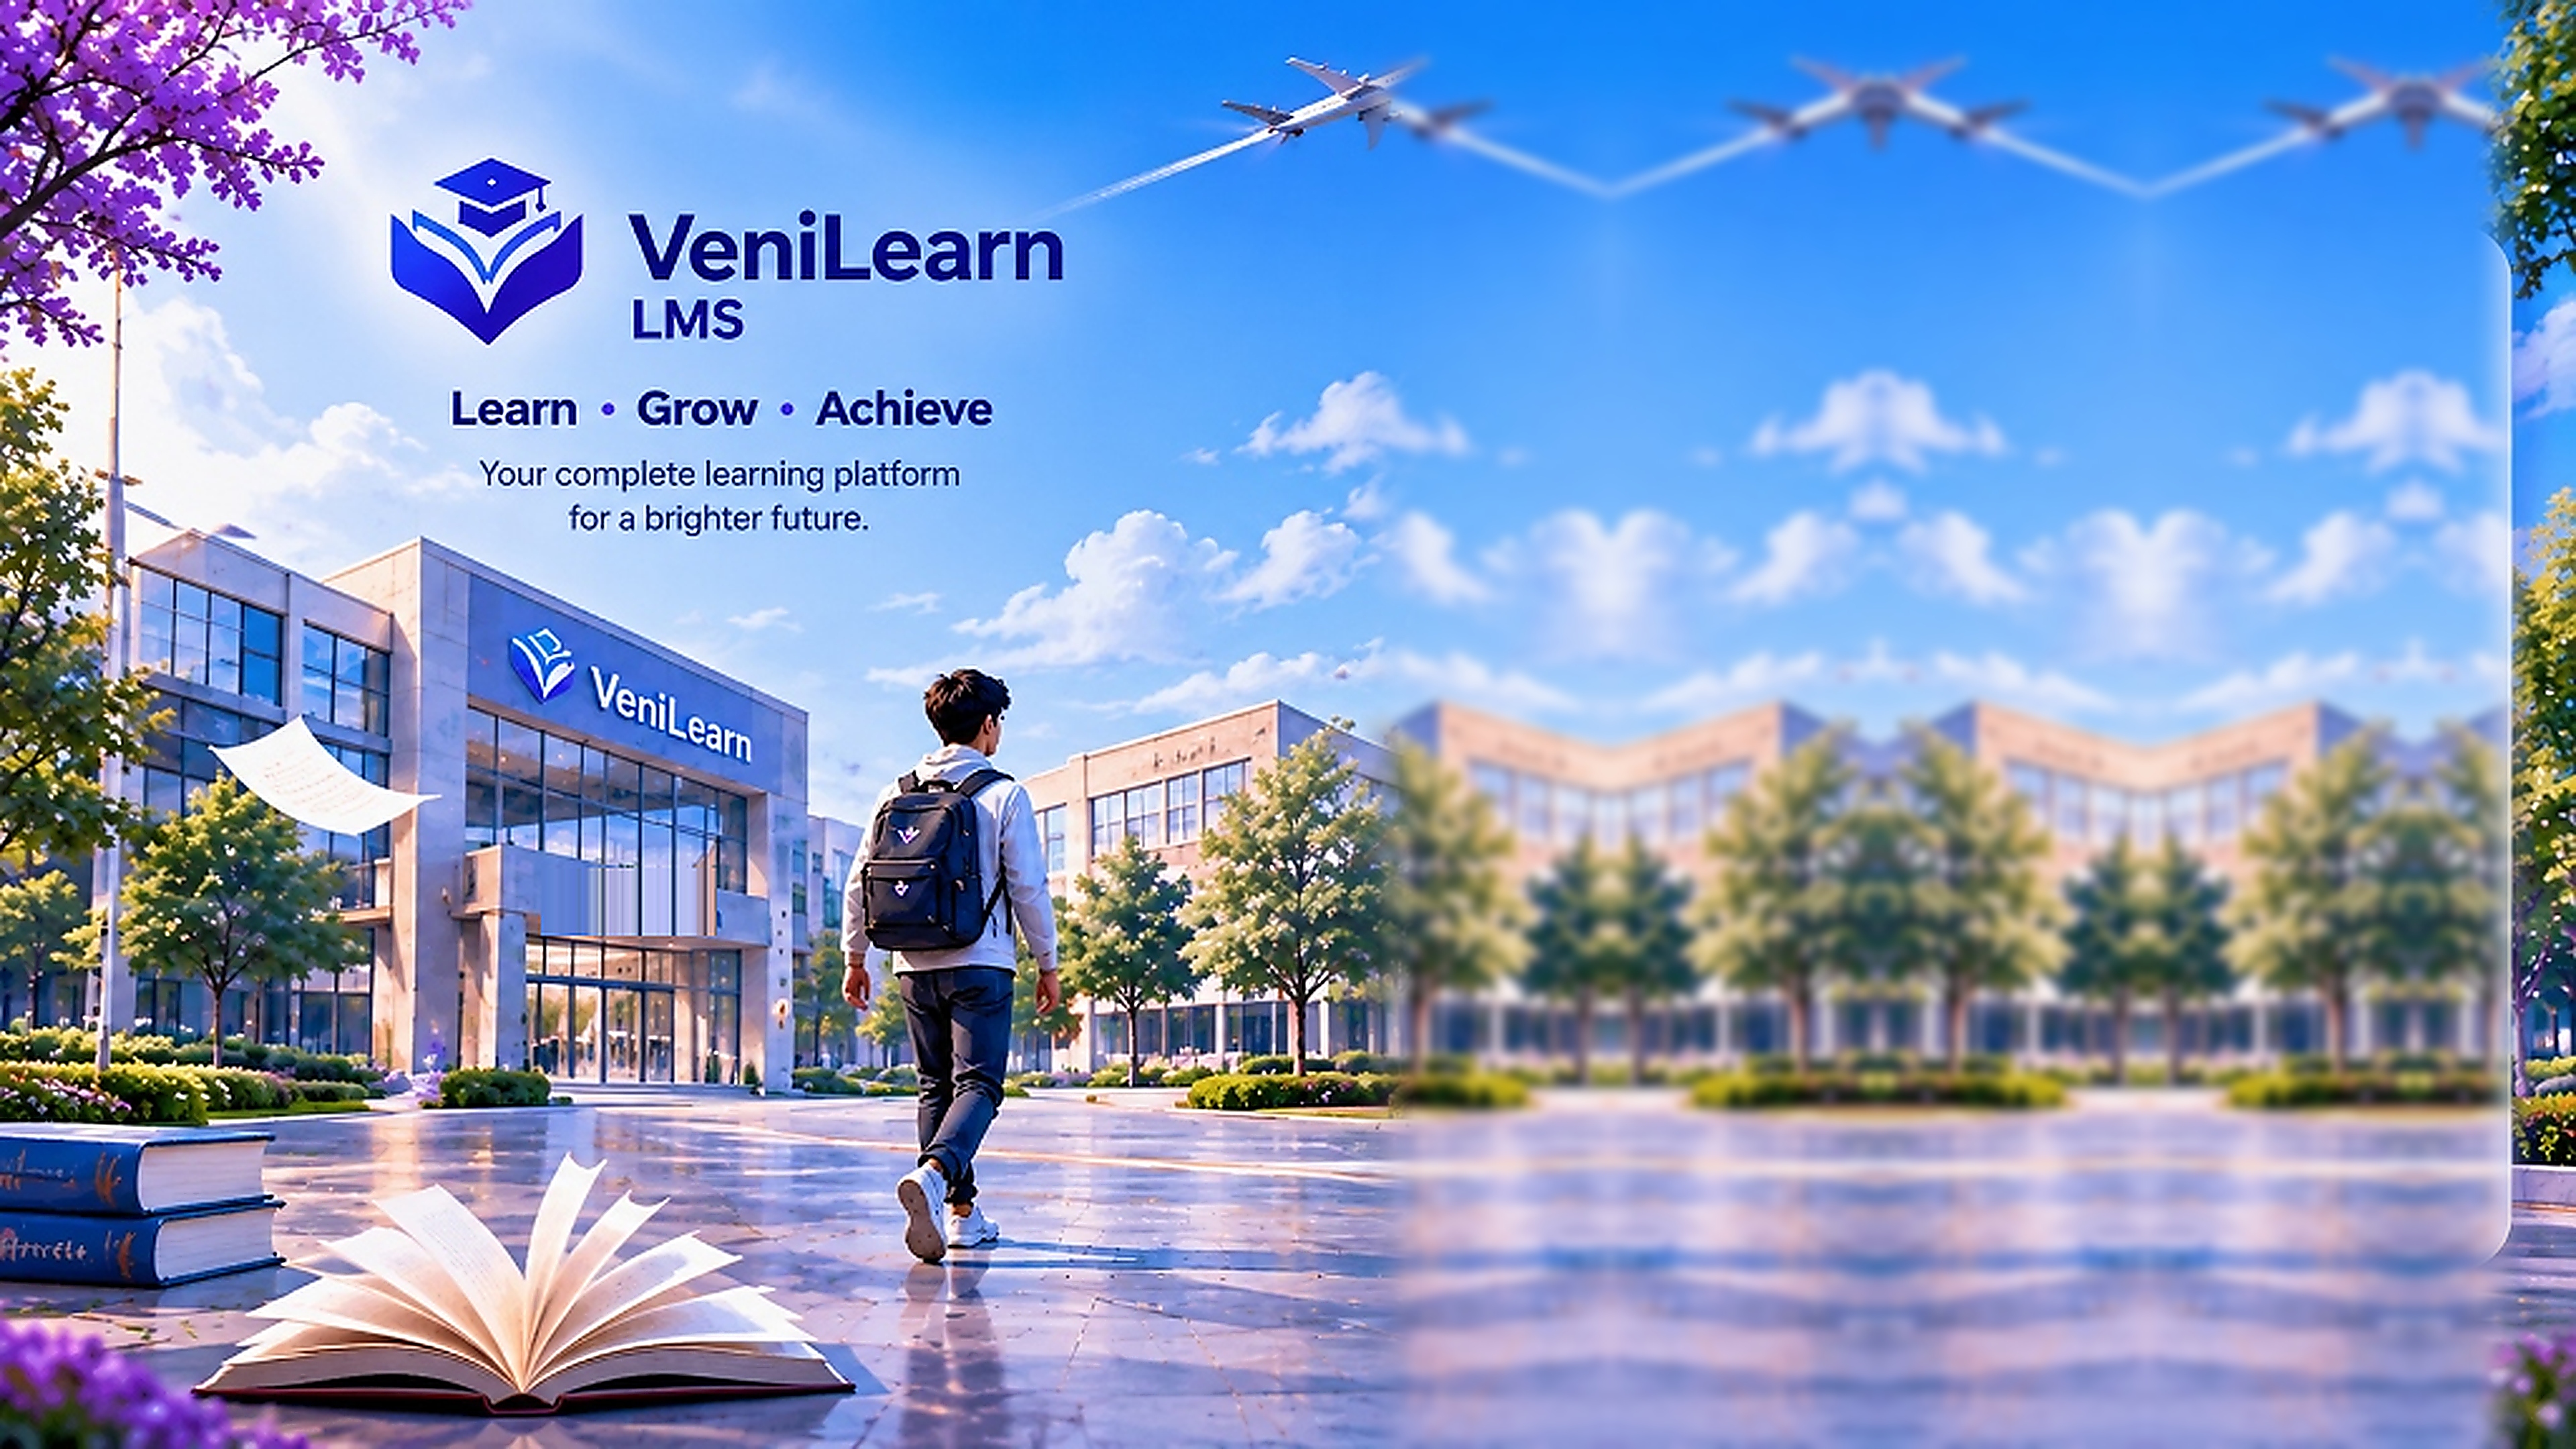 VeniLearn
LMS
Learn • Grow • Achieve
Your complete learning platform
for a brighter future.
VeniLearn